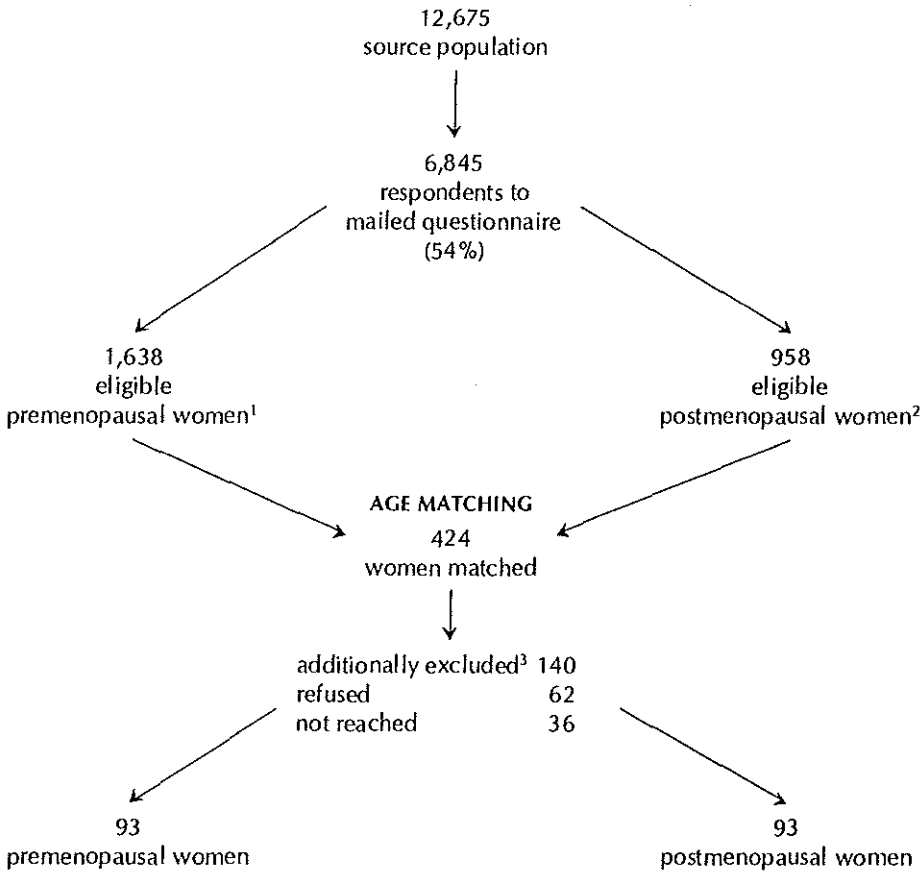 12,675
source population
6,845
respondents to
mailed questionnaire
(54%)
1,638
eligible
premenopausal women¹
958
eligible
postmenopausal women²
AGE MATCHING
424
women matched
additionally excluded³ 140
refused 62
not reached 36
93
premenopausal women
93
postmenopausal women